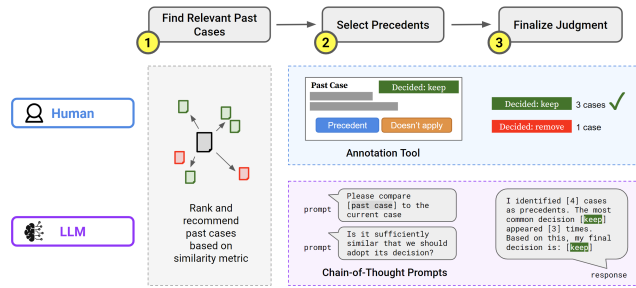 Find Relevant Past
Cases
1
Select Precedents
2
Finalize Judgment
3
Human
Past Case
Decided: keep
Precedent
Doesn't apply
Annotation Tool
Decided: keep
3 cases
Decided: remove
1 case
Rank and
recommend
past cases
based on
similarity metric
LLM
prompt
Please compare
[past case] to the
current case
prompt
Is it sufficiently
similar that we should
adopt its decision?
Chain-of-Thought Prompts
I identified [4] cases
as precedents. The most
common decision [keep]
appeared [3] times.
Based on this, my final
decision is: [keep]
response